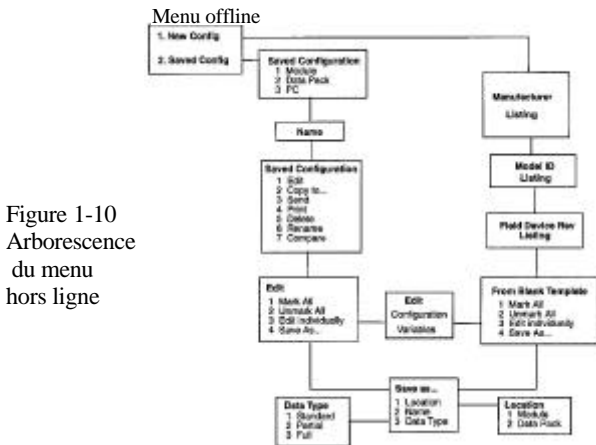 Menu offline
1. New Config
2. Saved Config
Saved Configuration
1 Module
2 Data Pack
3 PC
Manufacturer
Listing
Name
Model ID
Listing
Saved Configuration
1 Edit
2 Copy to...
3 Send
4 Print
5 Delete
6 Rename
7 Compare
Field Device Rev
Listing
Figure 1-10
Arborescence
du menu
hors ligne
Edit
1 Mark All
2 Unmark All
3 Edit Individually
4 Save As...
Edit
Configuration
Variables
From Blank Template
1 Mark All
2 Unmark All
3 Edit Individually
4 Save As...
Save as...
1 Location
2 Name
3 Data Type
Data Type
1 Standard
2 Partial
3 Full
Location
1 Module
2 Data Pack